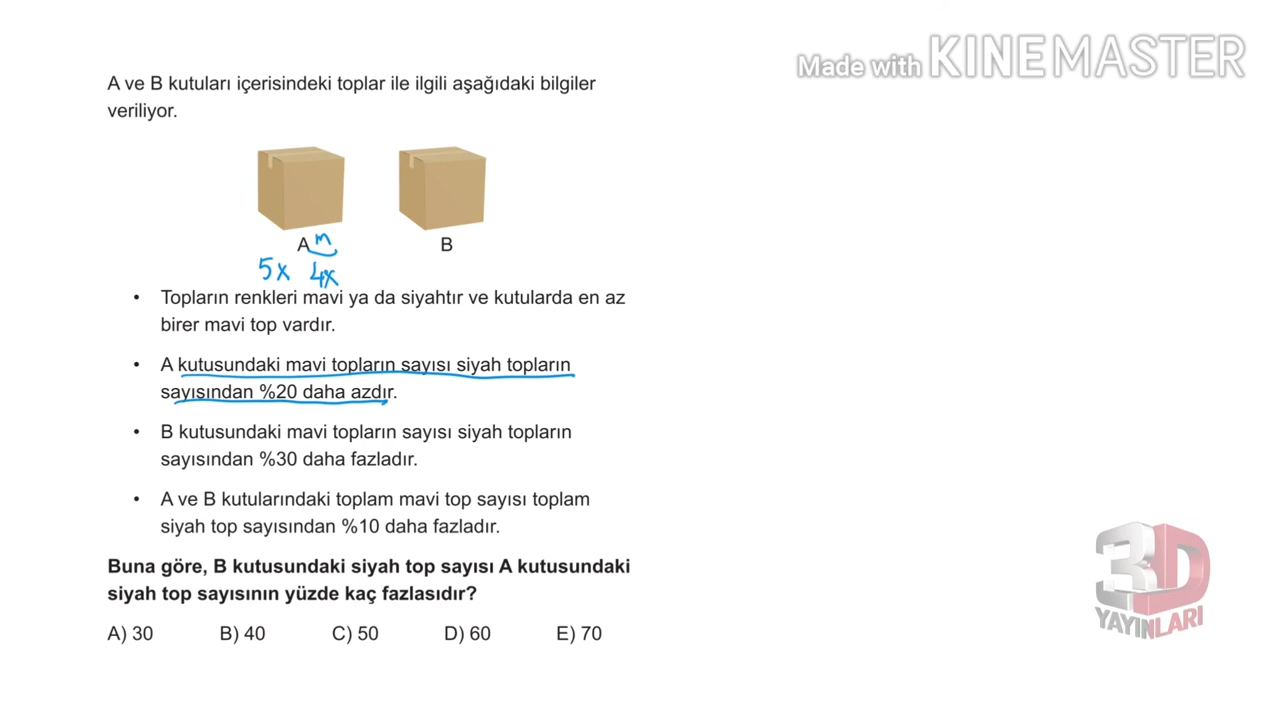 Made with KINEMASTER
A ve B kutuları içerisindeki toplar ile ilgili aşağıdaki bilgiler
veriliyor.
A m
B
5x 4x
• Topların renkleri mavi ya da siyahtır ve kutularda en az
birer mavi top vardır.
• A kutusundaki mavi topların sayısı siyah topların
sayısından %20 daha azdır.
• B kutusundaki mavi topların sayısı siyah topların
sayısından %30 daha fazladır.
• A ve B kutularındaki toplam mavi top sayısı toplam
siyah top sayısından %10 daha fazladır.
Buna göre, B kutusundaki siyah top sayısı A kutusundaki
siyah top sayısının yüzde kaç fazlasıdır?
A) 30 B) 40 C) 50 D) 60 E) 70
3D
YAYINLARI